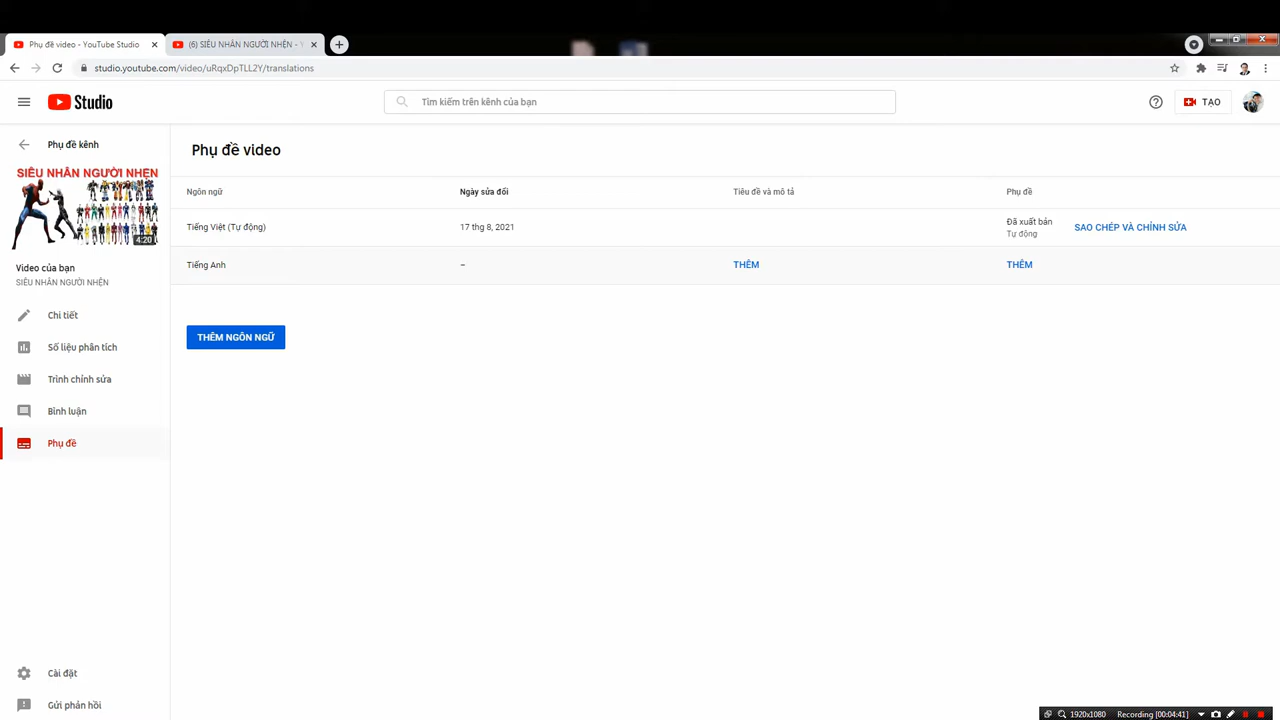 Phụ đề video - YouTube Studio
(6) SIÊU NHÂN NGƯỜI NHỆN - Y
studio.youtube.com/video/uRqxDpTLL2Y/translations
Studio
Tìm kiếm trên kênh của bạn
TẠO
Phụ đề kênh
SIÊU NHÂN NGƯỜI NHỆN
4:20
Video của bạn
SIÊU NHÂN NGƯỜI NHỆN
Chi tiết
Số liệu phân tích
Trình chỉnh sửa
Bình luận
Phụ đề
Cài đặt
Gửi phản hồi
Phụ đề video
Ngôn ngữ
Ngày sửa đổi
Tiêu đề và mô tả
Phụ đề
Tiếng Việt (Tự động)
17 thg 8, 2021
Đã xuất bản
Tự động
SAO CHÉP VÀ CHỈNH SỬA
Tiếng Anh
–
THÊM
THÊM
THÊM NGÔN NGỮ
1920x1080
Recording [00:04:41]